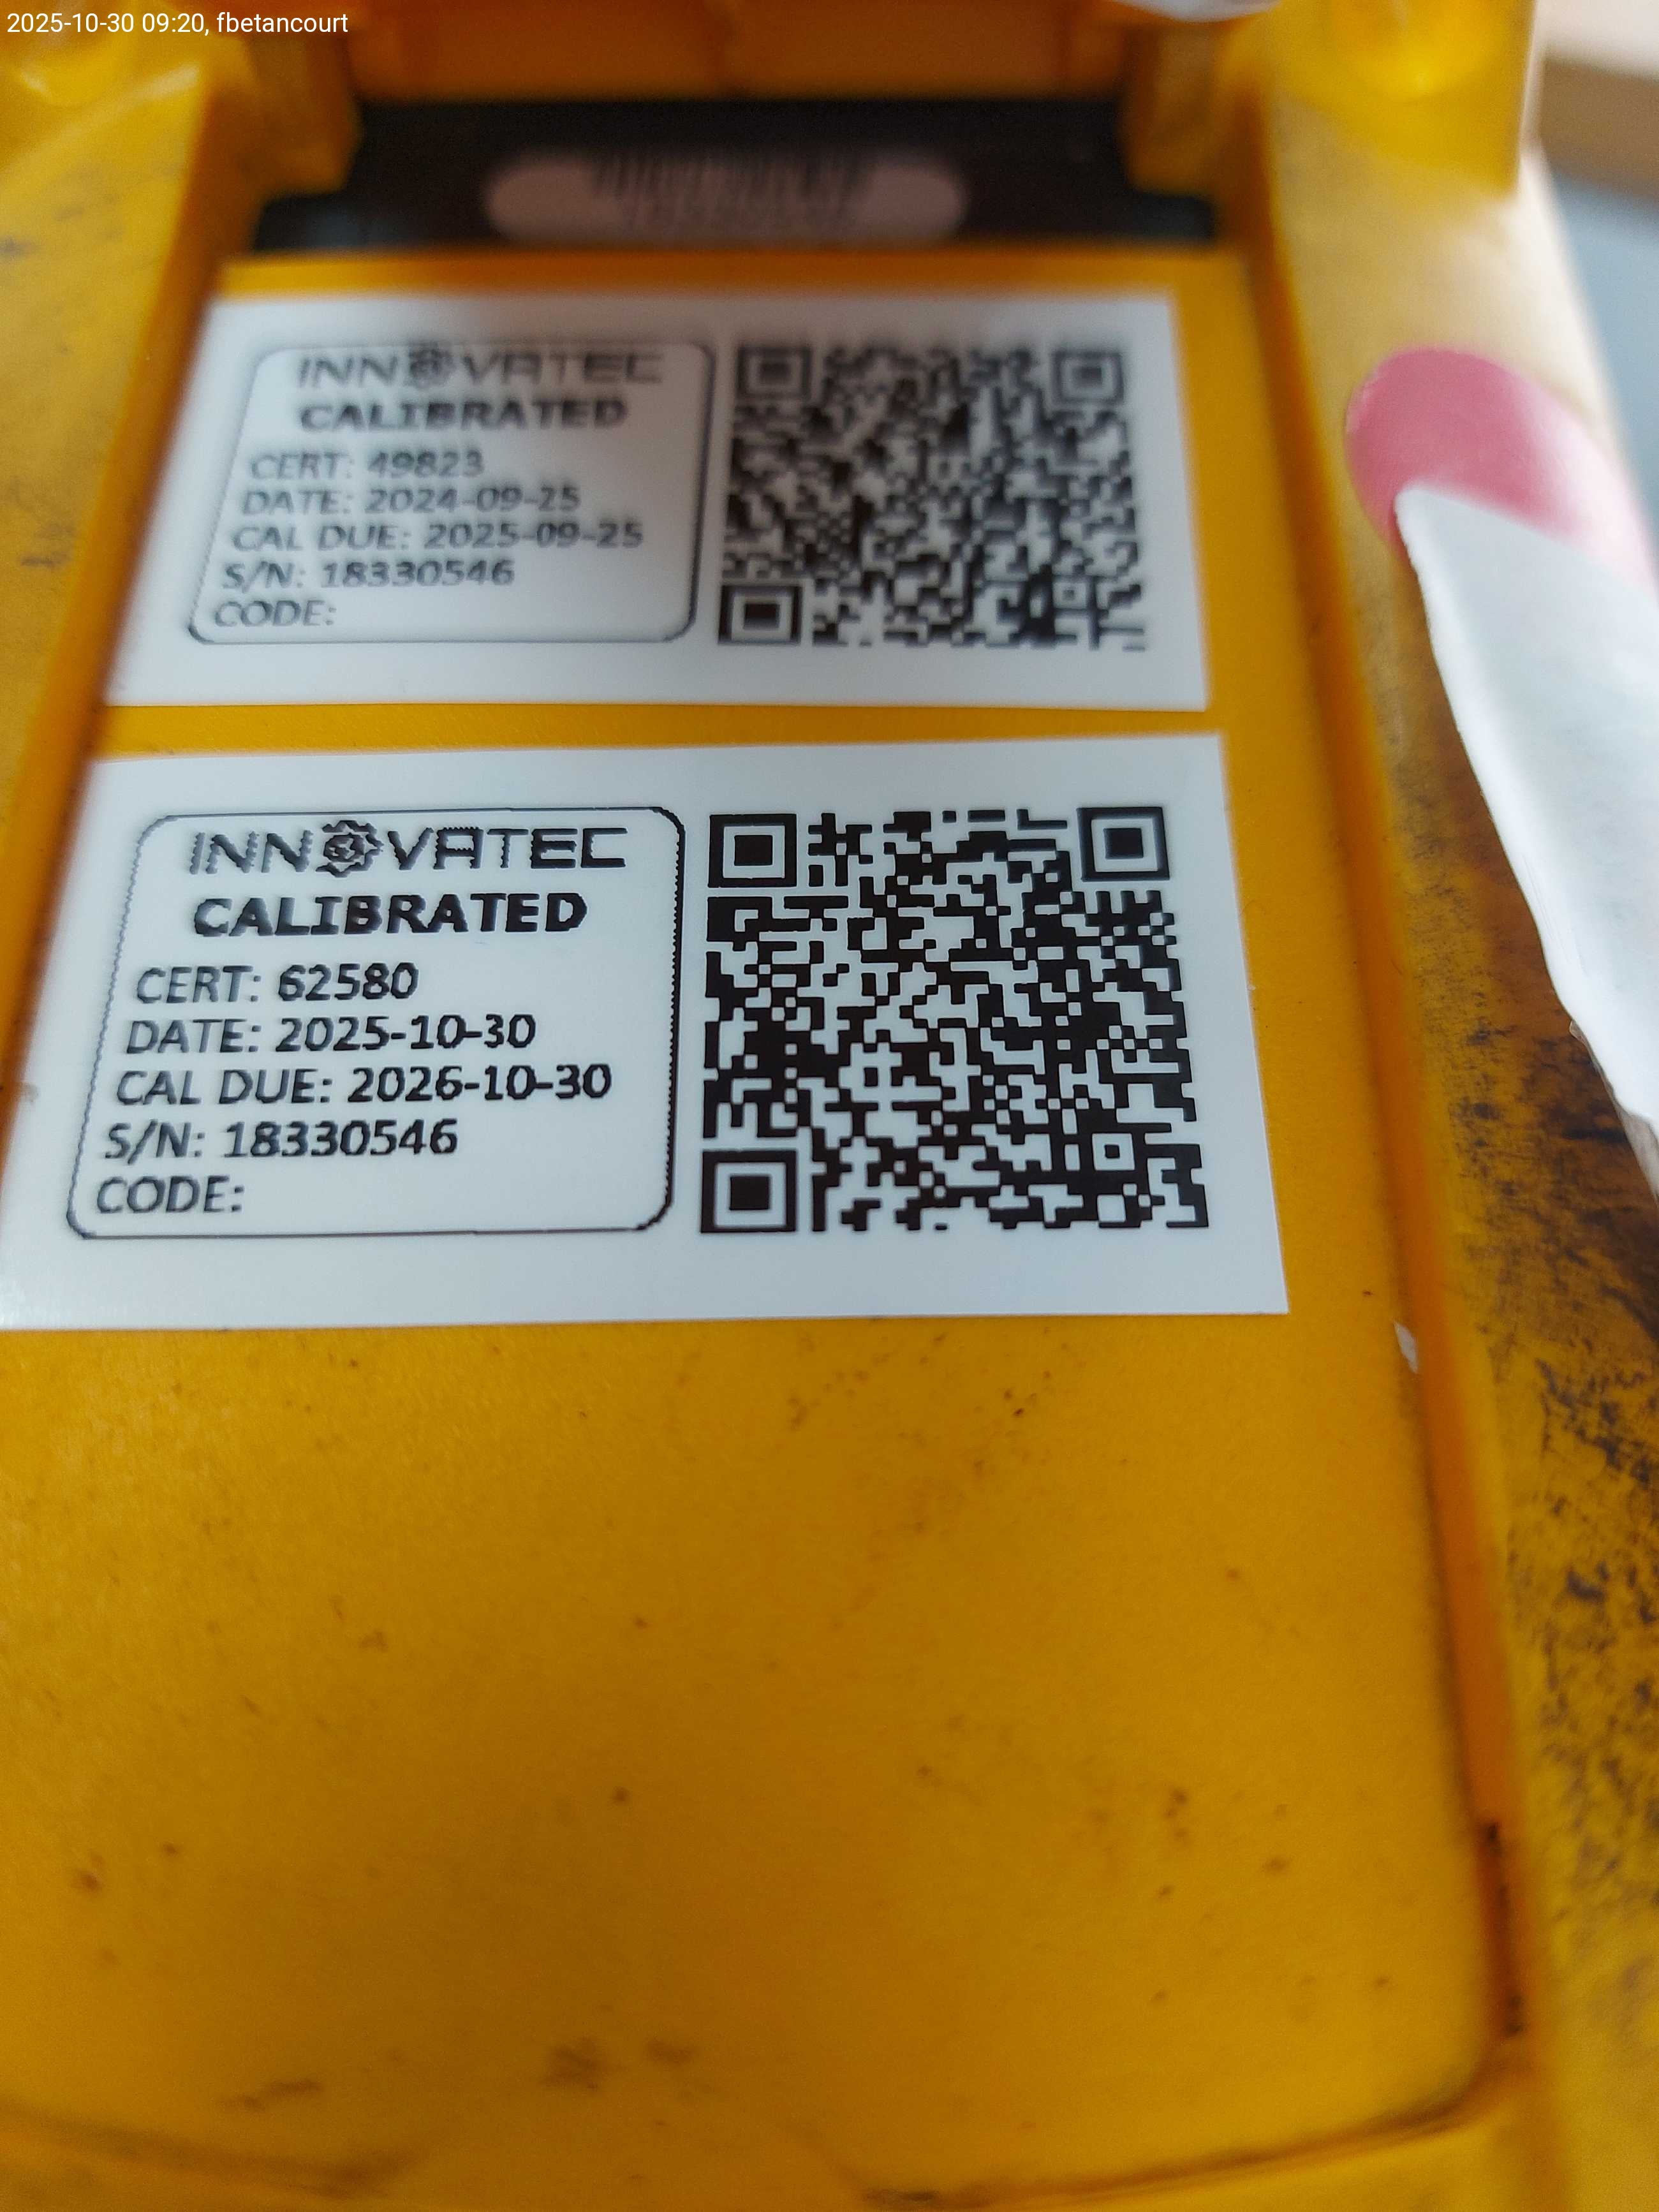 2025-10-30 09:20, fbetancourt
INNOVATEC
CALIBRATED
CERT: 49823
DATE: 2024-09-25
CAL DUE: 2025-09-25
S/N: 18330546
CODE:
INNOVATEC
CALIBRATED
CERT: 62580
DATE: 2025-10-30
CAL DUE: 2026-10-30
S/N: 18330546
CODE: